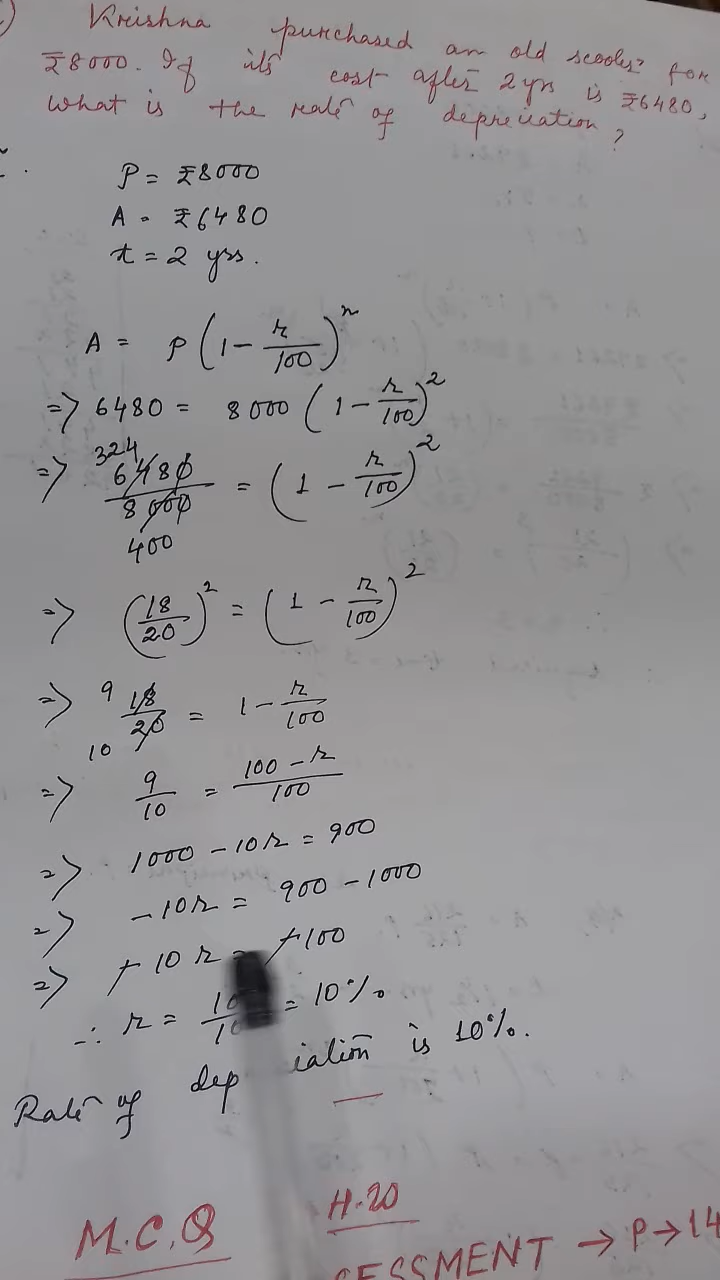 Krishna purchased an old scooter for
₹8000. If its cost after 2 yrs is ₹6480,
what is the rate of depreciation?
P = ₹8000
A = ₹6480
t = 2 yrs.
A = P(1 - r/100)^n
=> 6480 = 8000 (1 - r/100)^2
324
=> 6480/8000 = (1 - r/100)^2
400
=> (18/20)^2 = (1 - r/100)^2
=> 9 18/20 = 1 - r/100
10
=> 9/10 = 100 - r/100
=> 1000 - 10r = 900
=> - 10r = 900 - 1000
=> + 10r = +100
∴ r = = 10%
Rate of is 10%.
M.C.Q H.20
→ P → 14